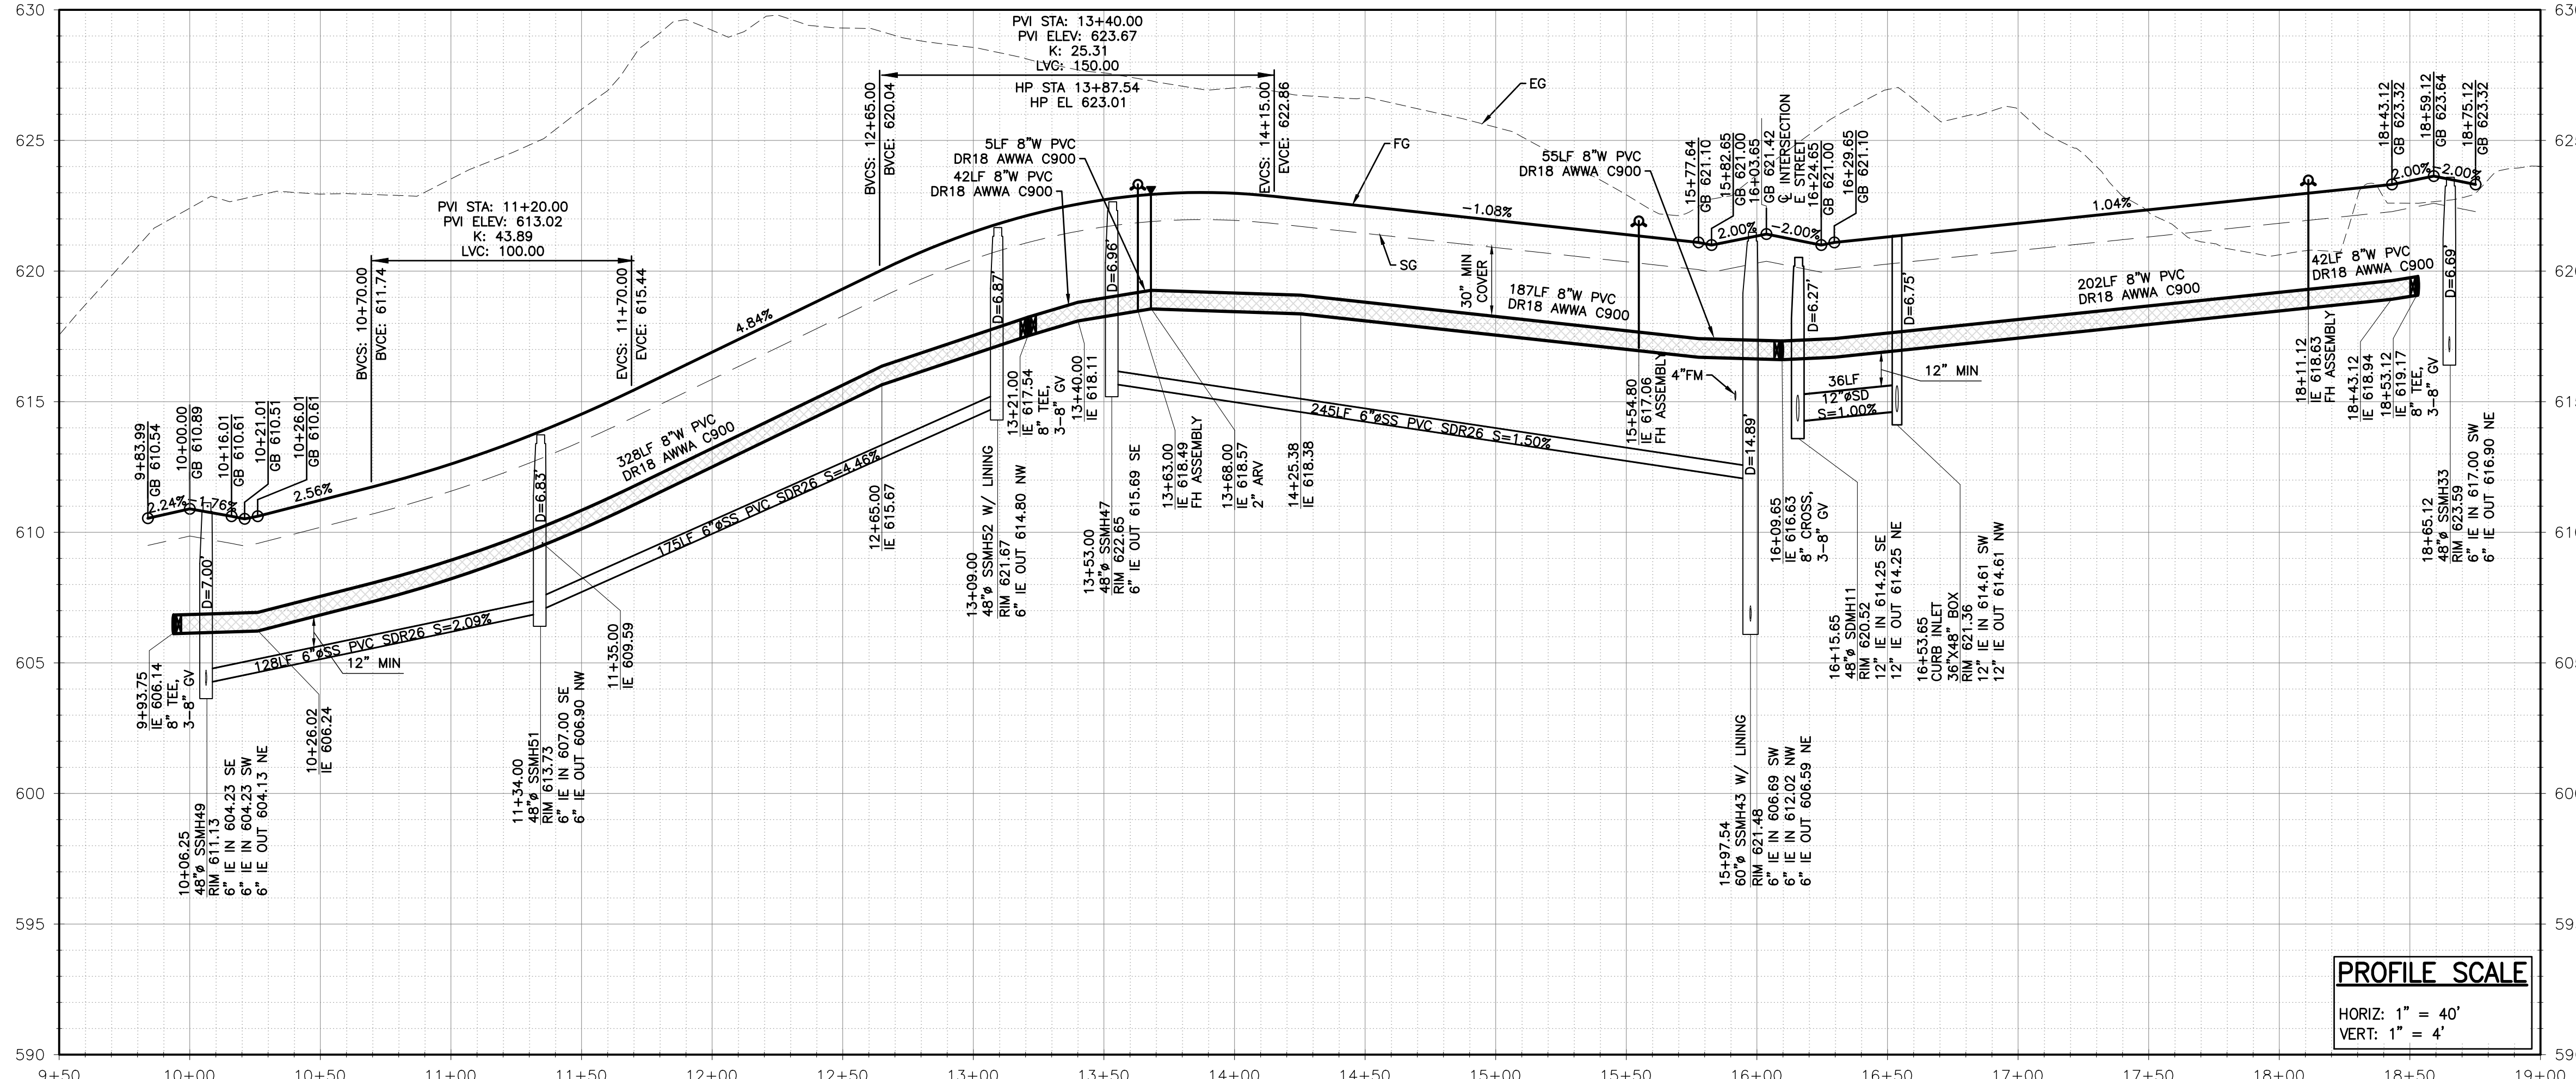 630
625
620
615
610
605
600
595
590
9+50
10+00
10+50
11+00
11+50
12+00
12+50
13+00
13+50
14+00
14+50
15+00
15+50
16+00
16+50
17+00
17+50
18+00
18+50
19+00
9+83.99
GB 610.54
10+00.00
GB 610.89
10+16.01
GB 610.61
10+21.01
GB 610.51
10+26.01
GB 610.61
2.24%
-1.76%
2.56%
PVI STA: 11+20.00
PVI ELEV: 613.02
K: 43.89
LVC: 100.00
BVCS: 10+70.00
BVCE: 611.74
EVCS: 11+70.00
EVCE: 615.44
4.84%
PVI STA: 13+40.00
PVI ELEV: 623.67
K: 25.31
LVC: 150.00
HP STA 13+87.54
HP EL 623.01
BVCS: 12+65.00
BVCE: 620.04
EVCS: 14+15.00
EVCE: 622.86
5LF 8"W PVC
DR18 AWWA C900
42LF 8"W PVC
DR18 AWWA C900
EG
FG
SG
-1.08%
30" MIN
COVER
187LF 8"W PVC
DR18 AWWA C900
55LF 8"W PVC
DR18 AWWA C900
15+77.64
GB 621.10
15+82.65
GB 621.00
16+03.65
GB 621.42
℄ INTERSECTION
E STREET
16+24.65
GB 621.00
16+29.65
GB 621.10
2.00%
-2.00%
1.04%
18+43.12
GB 623.32
18+59.12
GB 623.64
18+75.12
GB 623.32
2.00%
-2.00%
42LF 8"W PVC
DR18 AWWA C900
202LF 8"W PVC
DR18 AWWA C900
328LF 8"W PVC
DR18 AWWA C900
128LF 6"øSS PVC SDR26 S=2.09%
175LF 6"øSS PVC SDR26 S=4.46%
245LF 6"øSS PVC SDR26 S=1.50%
36LF
12"øSD
S=1.00%
12" MIN
12" MIN
4"FM
D=7.00'
D=6.83'
D=6.87'
D=6.96'
D=14.89'
D=6.27'
D=6.75'
D=6.69'
9+93.75
IE 606.14
8" TEE,
3-8" GV
10+06.25
48"ø SSMH49
RIM 611.13
6" IE IN 604.23 SE
6" IE IN 604.23 SW
6" IE OUT 604.13 NE
10+26.02
IE 606.24
11+34.00
48"ø SSMH51
RIM 613.73
6" IE IN 607.00 SE
6" IE OUT 606.90 NW
11+35.00
IE 609.59
12+65.00
IE 615.67
13+09.00
48"ø SSMH52 W/ LINING
RIM 621.67
6" IE OUT 614.80 NW
13+21.00
IE 617.54
8" TEE,
3-8" GV
13+40.00
IE 618.11
13+53.00
48"ø SSMH47
RIM 622.65
6" IE OUT 615.69 SE
13+63.00
IE 618.49
FH ASSEMBLY
13+68.00
IE 618.57
2" ARV
14+25.38
IE 618.38
15+54.80
IE 617.06
FH ASSEMBLY
15+97.54
60"ø SSMH43 W/ LINING
RIM 621.48
6" IE IN 606.69 SW
6" IE IN 612.02 NW
6" IE OUT 606.59 NE
16+09.65
IE 616.63
8" CROSS,
3-8" GV
16+15.65
48"ø SDMH11
RIM 620.52
12" IE IN 614.25 SE
12" IE OUT 614.25 NE
16+53.65
CURB INLET
36"X48" BOX
RIM 621.36
12" IE IN 614.61 SW
12" IE OUT 614.61 NW
18+11.12
IE 618.63
FH ASSEMBLY
18+43.12
IE 618.94
18+53.12
IE 619.17
8" TEE,
3-8" GV
18+65.12
48"ø SSMH33
RIM 623.59
6" IE IN 617.00 SW
6" IE OUT 616.90 NE
PROFILE SCALE
HORIZ: 1" = 40'
VERT: 1" = 4'